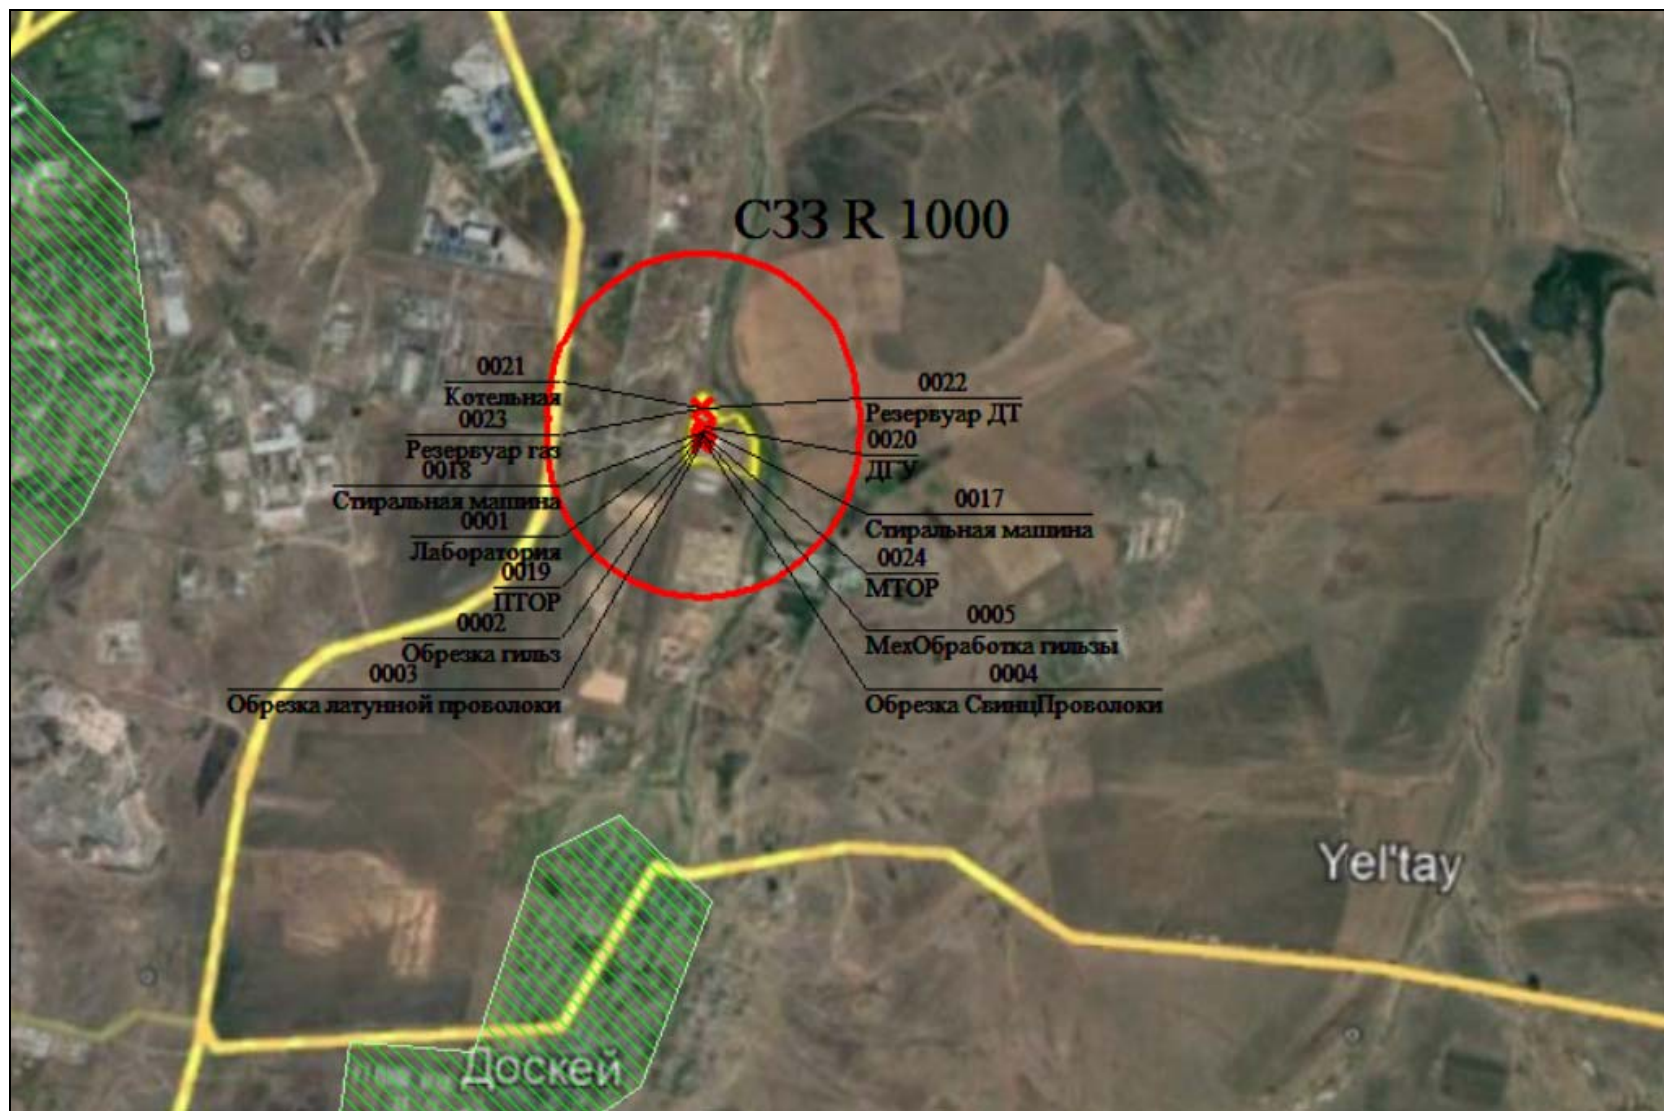 СЗЗ R 1000
0021
Котельная
0023
Резервуар газ
0018
Стиральная машина
0001
Лаборатория
0019
ПТОР
0002
Обрезка гильз
0003
Обрезка латунной проволоки
0022
Резервуар ДТ
0020
ДГУ
0017
Стиральная машина
0024
МТОР
0005
МехОбработка гильзы
0004
Обрезка СвинцПроволоки
Yel'tay
Доскей